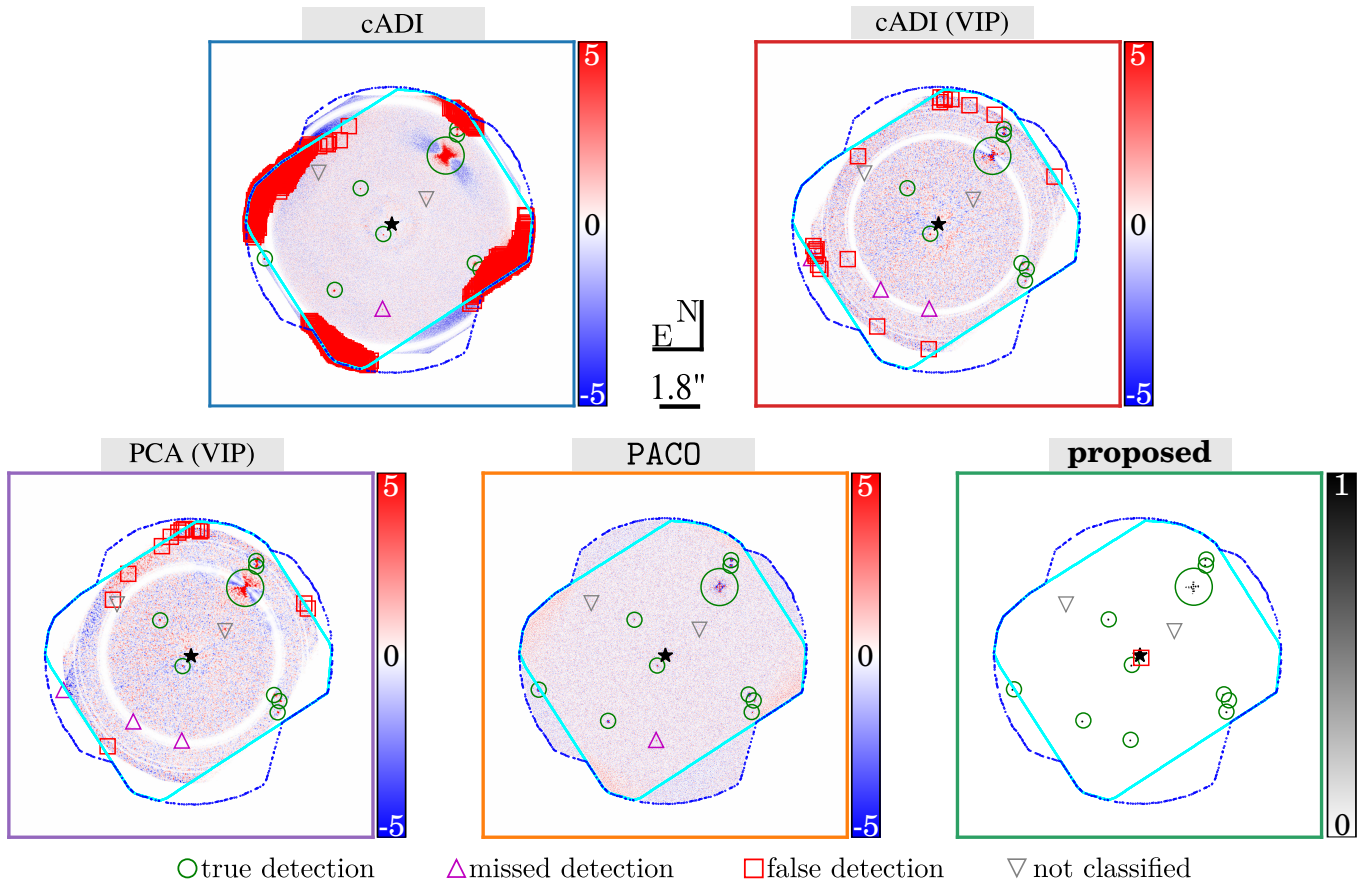 cADI
cADI (VIP)
5
0
-5
5
0
-5
N
E
1.8"
PCA (VIP)
PACO
proposed
5
0
-5
5
0
-5
1
0
true detection
missed detection
false detection
not classified